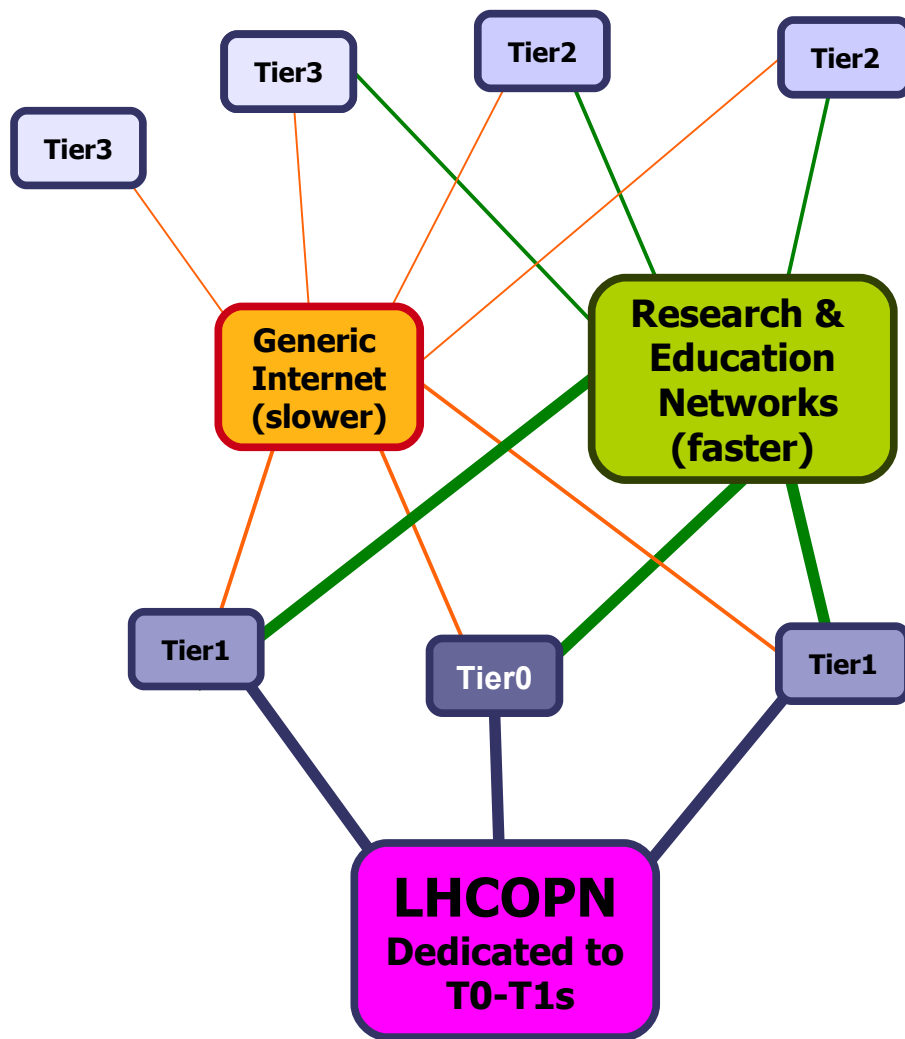 Tier3
Tier3
Tier2
Tier2
Generic
Internet
(slower)
Research &
Education
Networks
(faster)
Tier1
Tier0
Tier1
LHCOPN
Dedicated to
T0-T1s